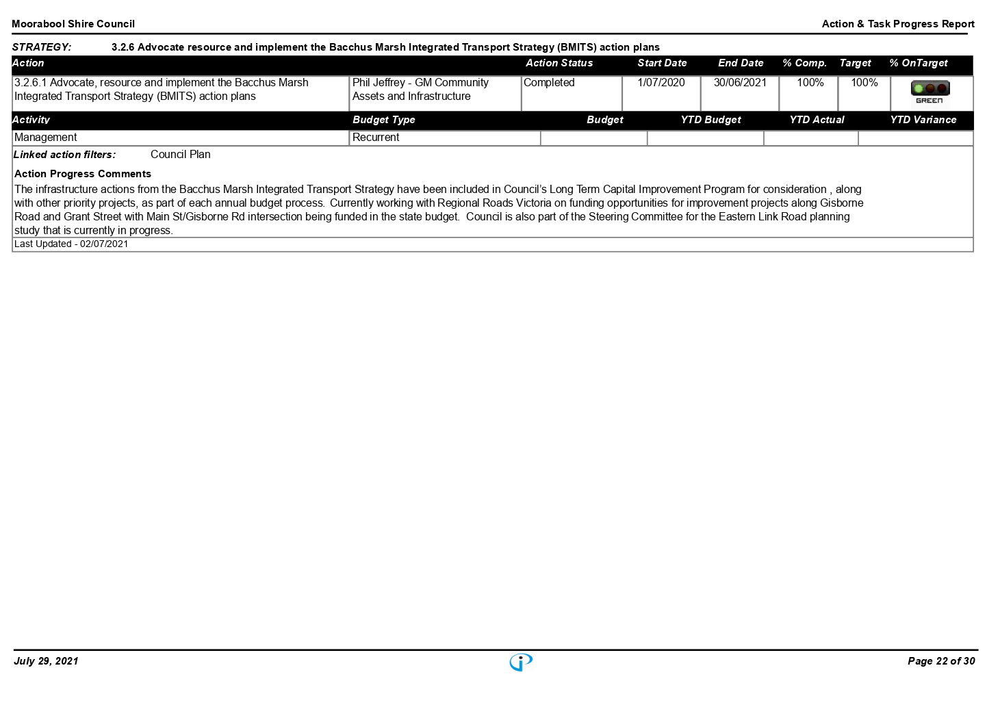 Moorabool Shire Council Action & Task Progress Report
STRATEGY: 3.2.6 Advocate resource and implement the Bacchus Marsh Integrated Transport Strategy (BMITS) action plans
Action Action Status Start Date End Date % Comp. Target % OnTarget
3.2.6.1 Advocate, resource and implement the Bacchus Marsh Phil Jeffrey - GM Community Completed 1/07/2020 30/06/2021 100% 100%
Integrated Transport Strategy (BMITS) action plans Assets and Infrastructure
GREEN
Activity Budget Type Budget YTD Budget YTD Actual YTD Variance
Management Recurrent
Linked action filters: Council Plan
Action Progress Comments
The infrastructure actions from the Bacchus Marsh Integrated Transport Strategy have been included in Council’s Long Term Capital Improvement Program for consideration , along
with other priority projects, as part of each annual budget process.  Currently working with Regional Roads Victoria on funding opportunities for improvement projects along Gisborne
Road and Grant Street with Main St/Gisborne Rd intersection being funded in the state budget.  Council is also part of the Steering Committee for the Eastern Link Road planning
study that is currently in progress.
Last Updated - 02/07/2021
July 29, 2021 Page 22 of 30